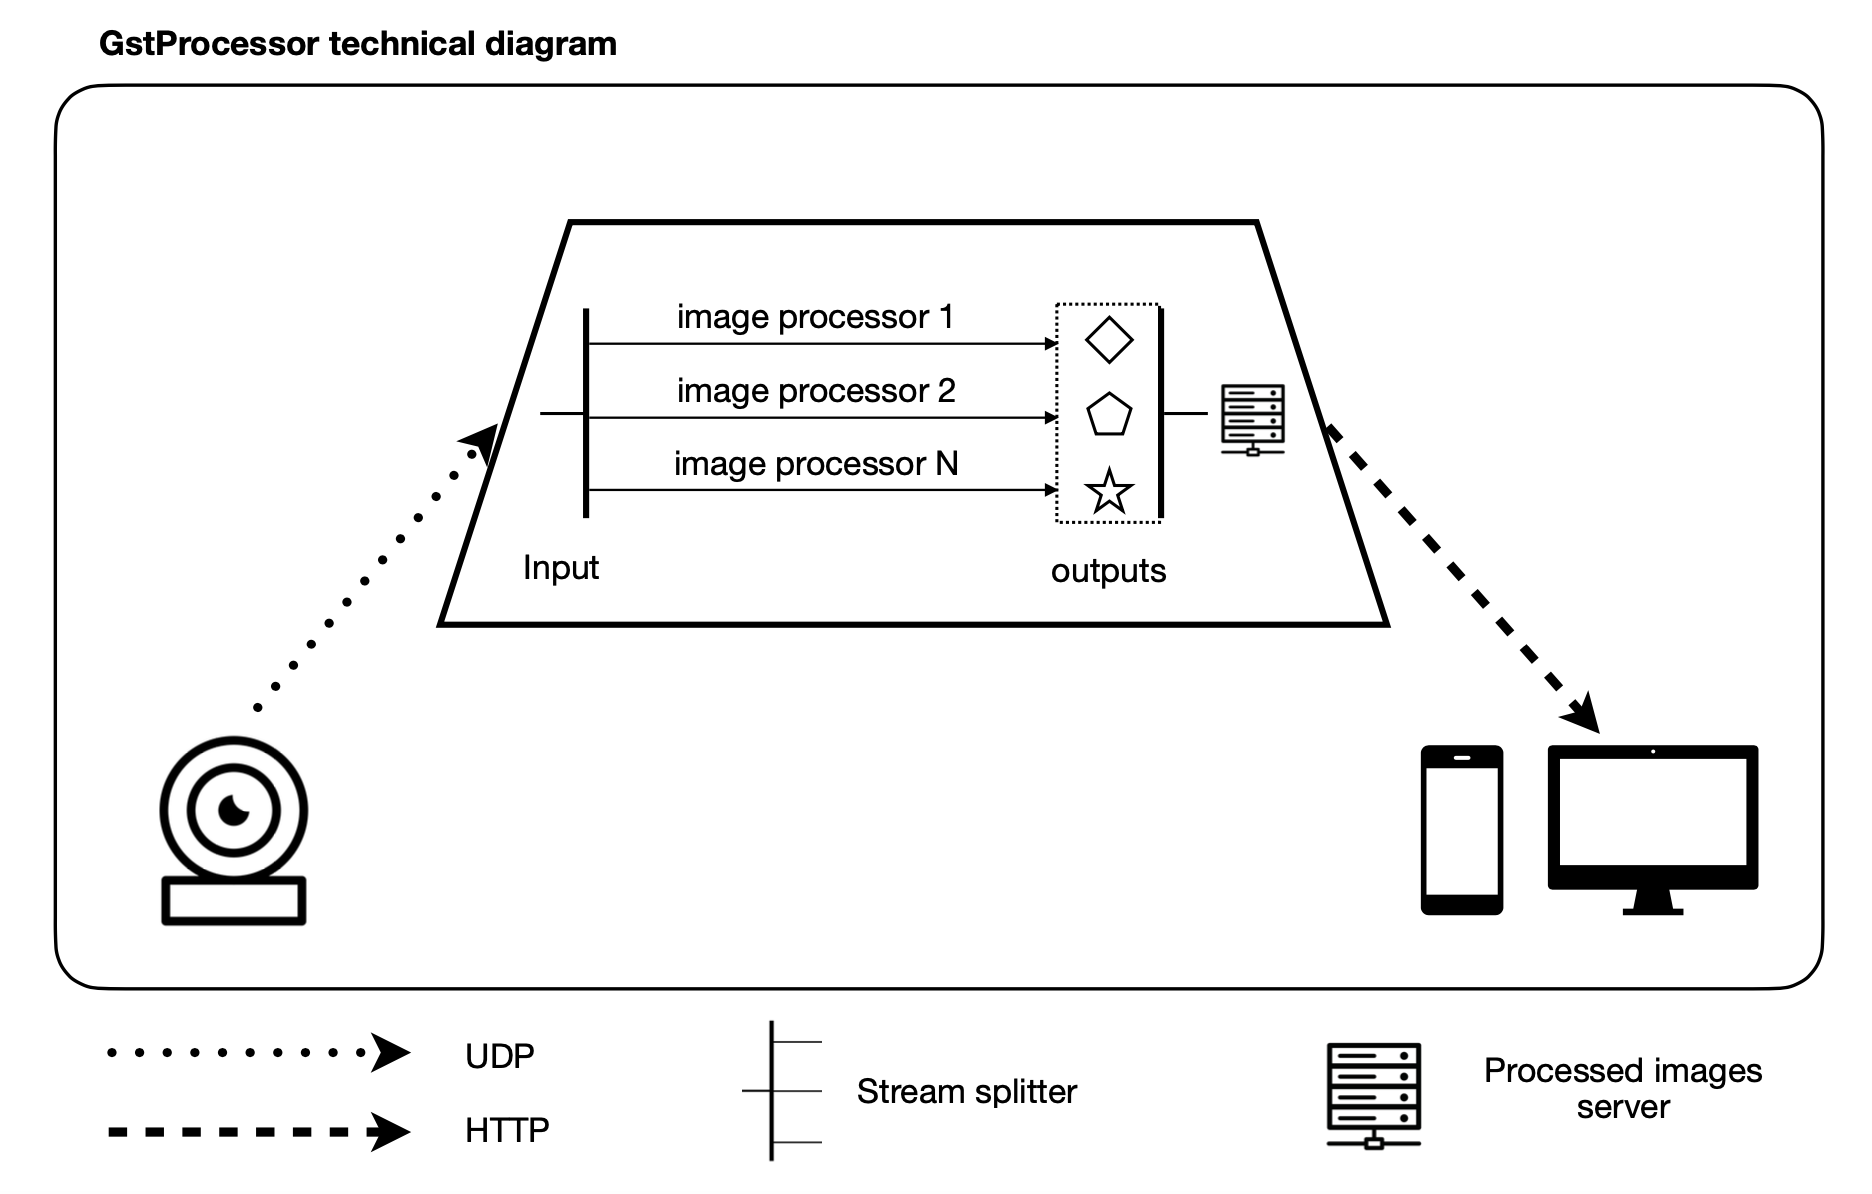 GstProcessor technical diagram
image processor 1
image processor 2
image processor N
Input
outputs
UDP
HTTP
Stream splitter
Processed images
server